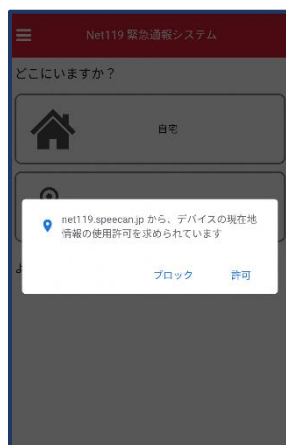 Net119 緊急通報システム
どこにいますか？
自宅
net119.speecan.jp から、デバイスの現在地
情報の使用許可を求められています
ブロック
許可
よ